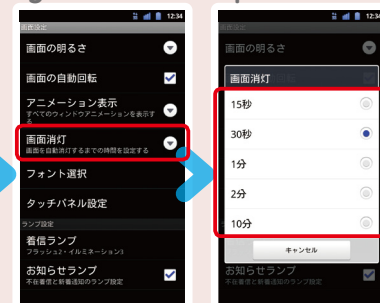 12:34
画面設定
画面の明るさ
画面の自動回転
アニメーション表示
すべてのウィンドウアニメーションを表示す
る
画面消灯
画面を自動消灯するまでの時間を設定する
フォント選択
タッチパネル設定
ランプ設定
着信ランプ
フラッシュ2・イルミネーション3
お知らせランプ
不在着信と新着通知のランプ設定
12:34
画面設定
画面の明るさ
画面消灯
15秒
30秒
1分
2分
10分
キャンセル
お知らせランプ
不在着信と新着通知のランプ設定